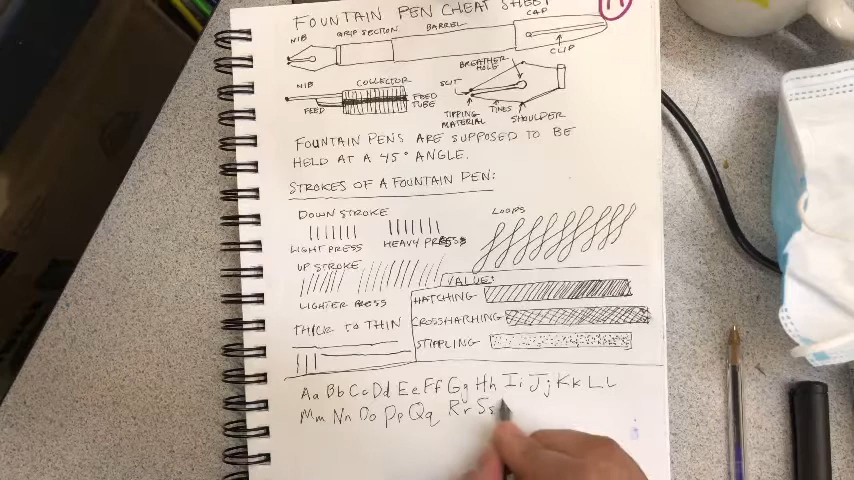 FOUNTAIN PEN CHEAT SHEET
NIB GRIP SECTION BARREL CAP
CLIP
NIB COLLECTOR
FEED FEED TUBE
BREATHER HOLE
SLIT
TIPPING MATERIAL TINES SHOULDER
FOUNTAIN PENS ARE SUPPOSED TO BE
HELD AT A 45° ANGLE.
STROKES OF A FOUNTAIN PEN:
DOWN STROKE LOOPS
LIGHT PRESS HEAVY PRESS
UP STROKE
LIGHTER PRESS
VALUE:
HATCHING-
CROSSHATCHING-
STIPPLING-
THICK TO THIN
Aa Bb Cc Dd Ee Ff Gg Hh Ii Jj Kk Ll
Mm Nn Oo Pp Qq Rr Ss